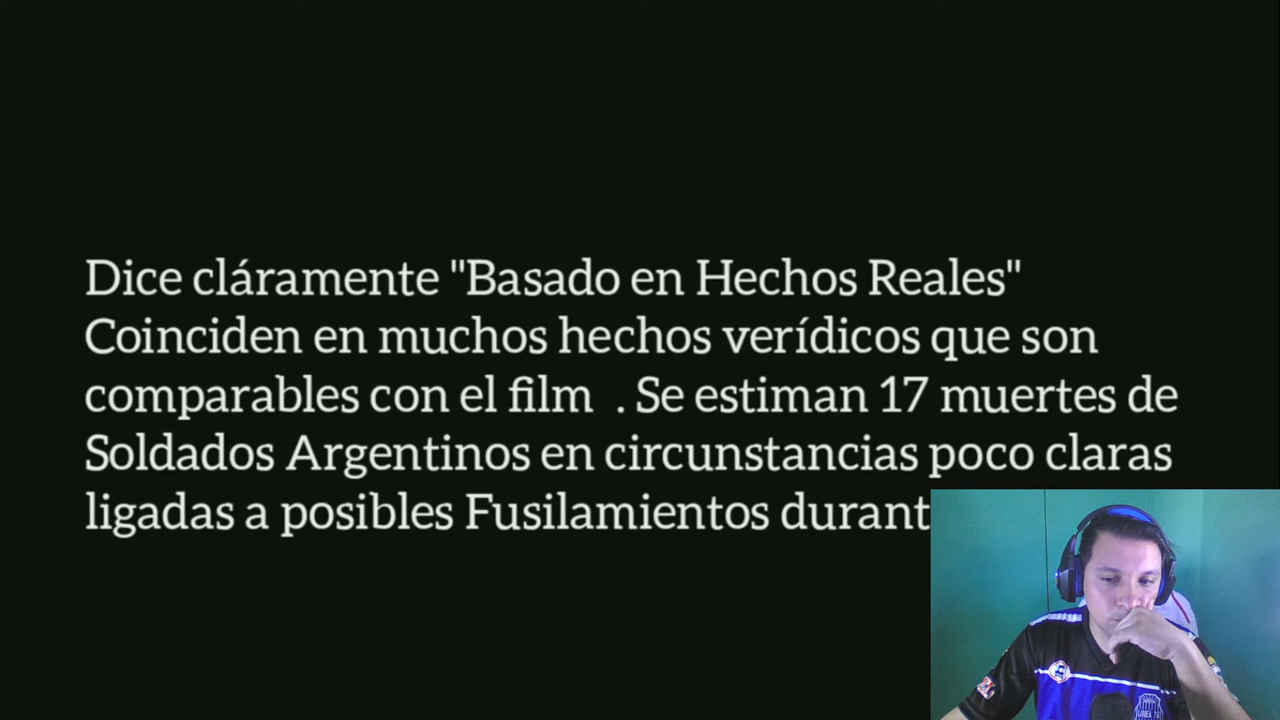 Dice cláramente "Basado en Hechos Reales"
Coinciden en muchos hechos verídicos que son
comparables con el film  . Se estiman 17 muertes de
Soldados Argentinos en circunstancias poco claras
ligadas a posibles Fusilamientos durant